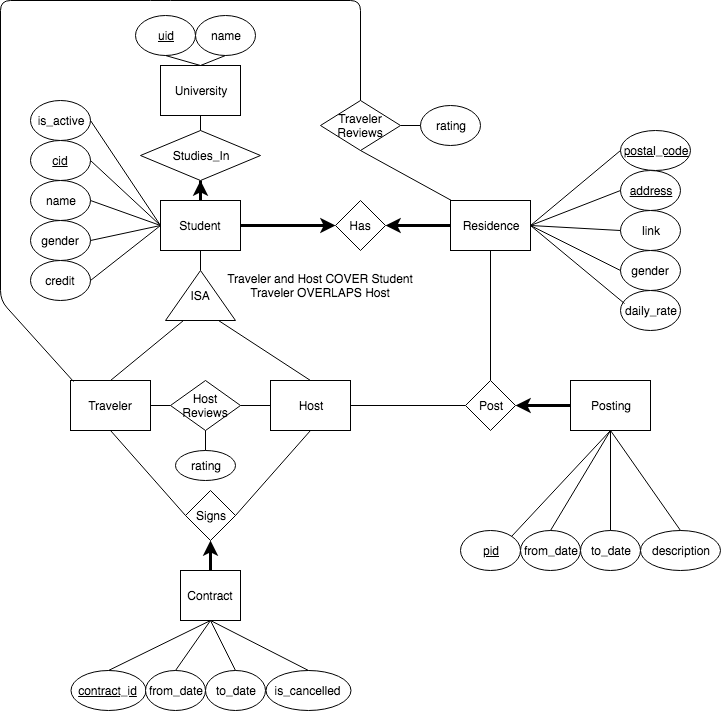 uid
name
University
is_active
Traveler
Reviews
rating
cid
Studies_In
postal_code
name
address
Student
Has
Residence
link
gender
gender
credit
Traveler and Host COVER Student
Traveler OVERLAPS Host
ISA
daily_rate
Traveler
Host
Reviews
Host
Post
Posting
rating
Signs
pid
from_date
to_date
description
Contract
contract_id
from_date
to_date
is_cancelled